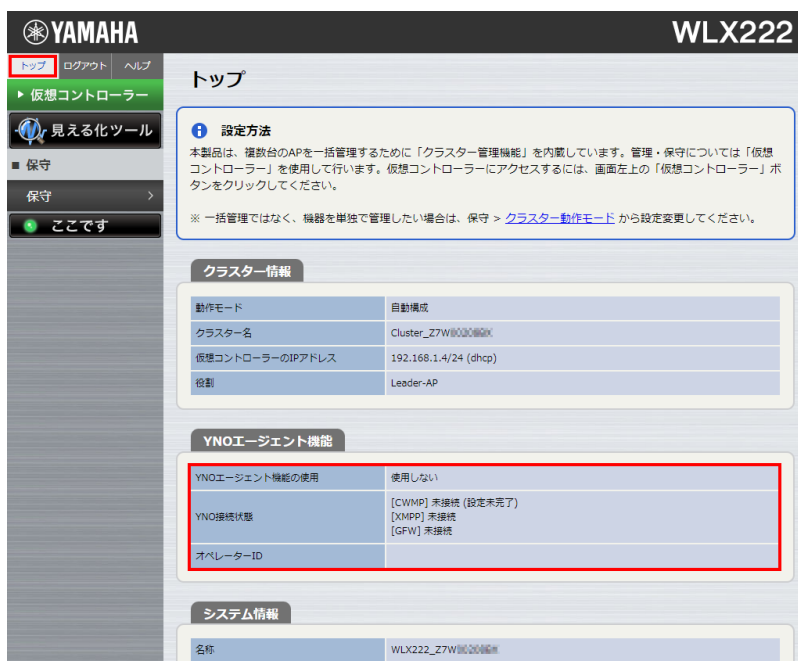 YAMAHA
WLX222
トップ ログアウト ヘルプ
仮想コントローラー
見える化ツール
保守
保守
ここです
トップ
設定方法
本製品は、複数台のAPを一括管理するために「クラスター管理機能」を内蔵しています。管理・保守については「仮想
コントローラー」を使用して行います。仮想コントローラーにアクセスするには、画面左上の「仮想コントローラー」ボ
タンをクリックしてください。
※ 一括管理ではなく、機器を単独で管理したい場合は、保守 > クラスター動作モード から設定変更してください。
クラスター情報
動作モード 自動構成
クラスター名 Cluster_Z7W
仮想コントローラーのIPアドレス 192.168.1.4/24 (dhcp)
役割 Leader-AP
YNOエージェント機能
YNOエージェント機能の使用 使用しない
YNO接続状態
[CWMP] 未接続 (設定未完了)
[XMPP] 未接続
[GFW] 未接続
オペレーターID
システム情報
名称 WLX222_Z7W